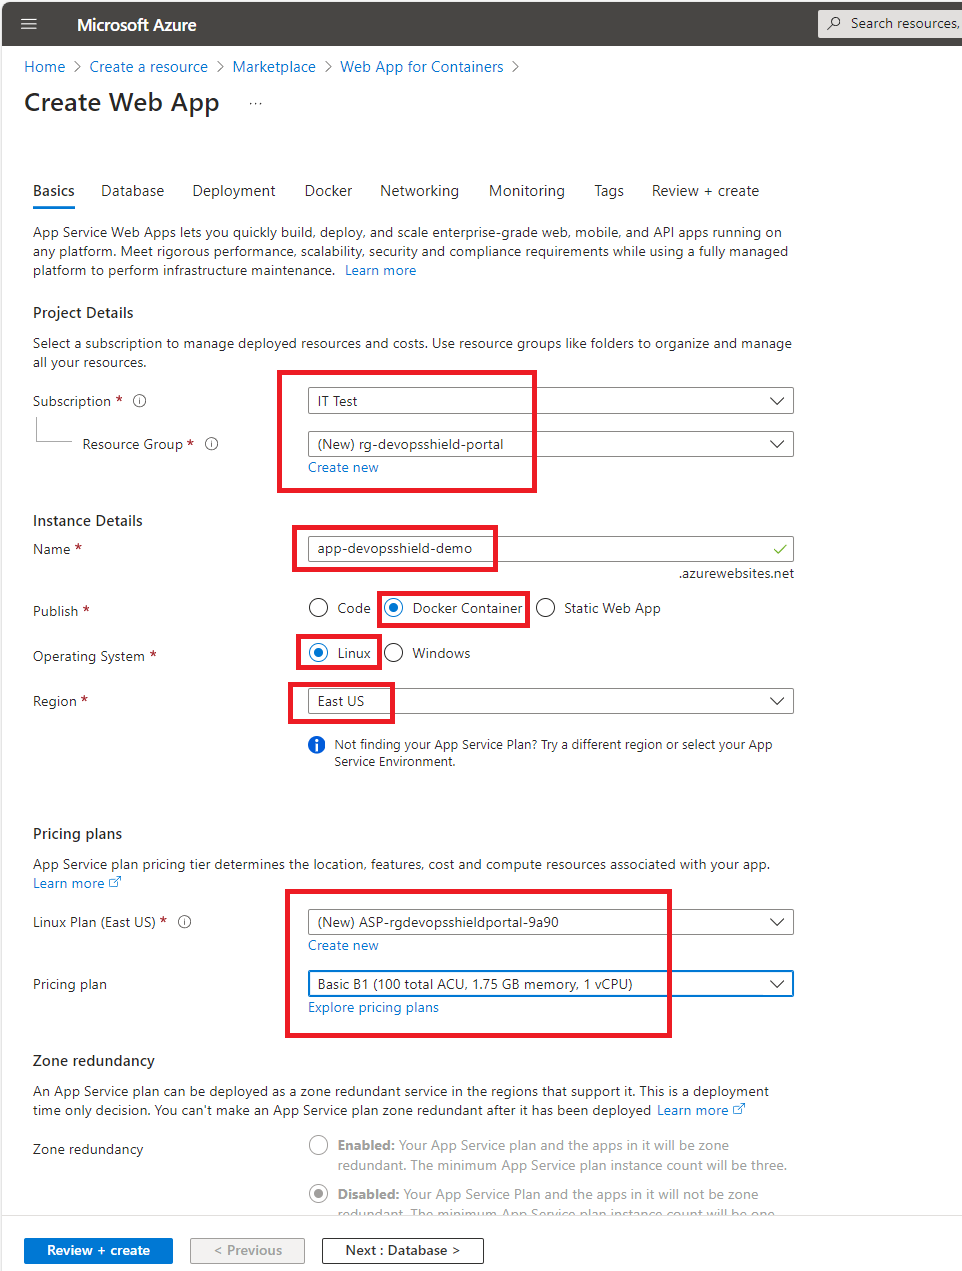 Microsoft Azure
Search resources,
Home > Create a resource > Marketplace > Web App for Containers >
Create Web App ...
Basics Database Deployment Docker Networking Monitoring Tags Review + create
App Service Web Apps lets you quickly build, deploy, and scale enterprise-grade web, mobile, and API apps running on
any platform. Meet rigorous performance, scalability, security and compliance requirements while using a fully managed
platform to perform infrastructure maintenance. Learn more
Project Details
Select a subscription to manage deployed resources and costs. Use resource groups like folders to organize and manage
all your resources.
Subscription *
IT Test
Resource Group *
(New) rg-devopsshield-portal
Create new
Instance Details
Name *
app-devopsshield-demo
.azurewebsites.net
Publish *
Code Docker Container Static Web App
Operating System *
Linux Windows
Region *
East US
Not finding your App Service Plan? Try a different region or select your App
Service Environment.
Pricing plans
App Service plan pricing tier determines the location, features, cost and compute resources associated with your app.
Learn more
Linux Plan (East US) *
(New) ASP-rgdevopsshieldportal-9a90
Create new
Pricing plan
Basic B1 (100 total ACU, 1.75 GB memory, 1 vCPU)
Explore pricing plans
Zone redundancy
An App Service plan can be deployed as a zone redundant service in the regions that support it. This is a deployment
time only decision. You can't make an App Service plan zone redundant after it has been deployed Learn more
Zone redundancy
Enabled: Your App Service plan and the apps in it will be zone
redundant. The minimum App Service plan instance count will be three.
Disabled: Your App Service Plan and the apps in it will not be zone
redundant. The minimum App Service plan instance count will be one.
Review + create
< Previous
Next : Database >